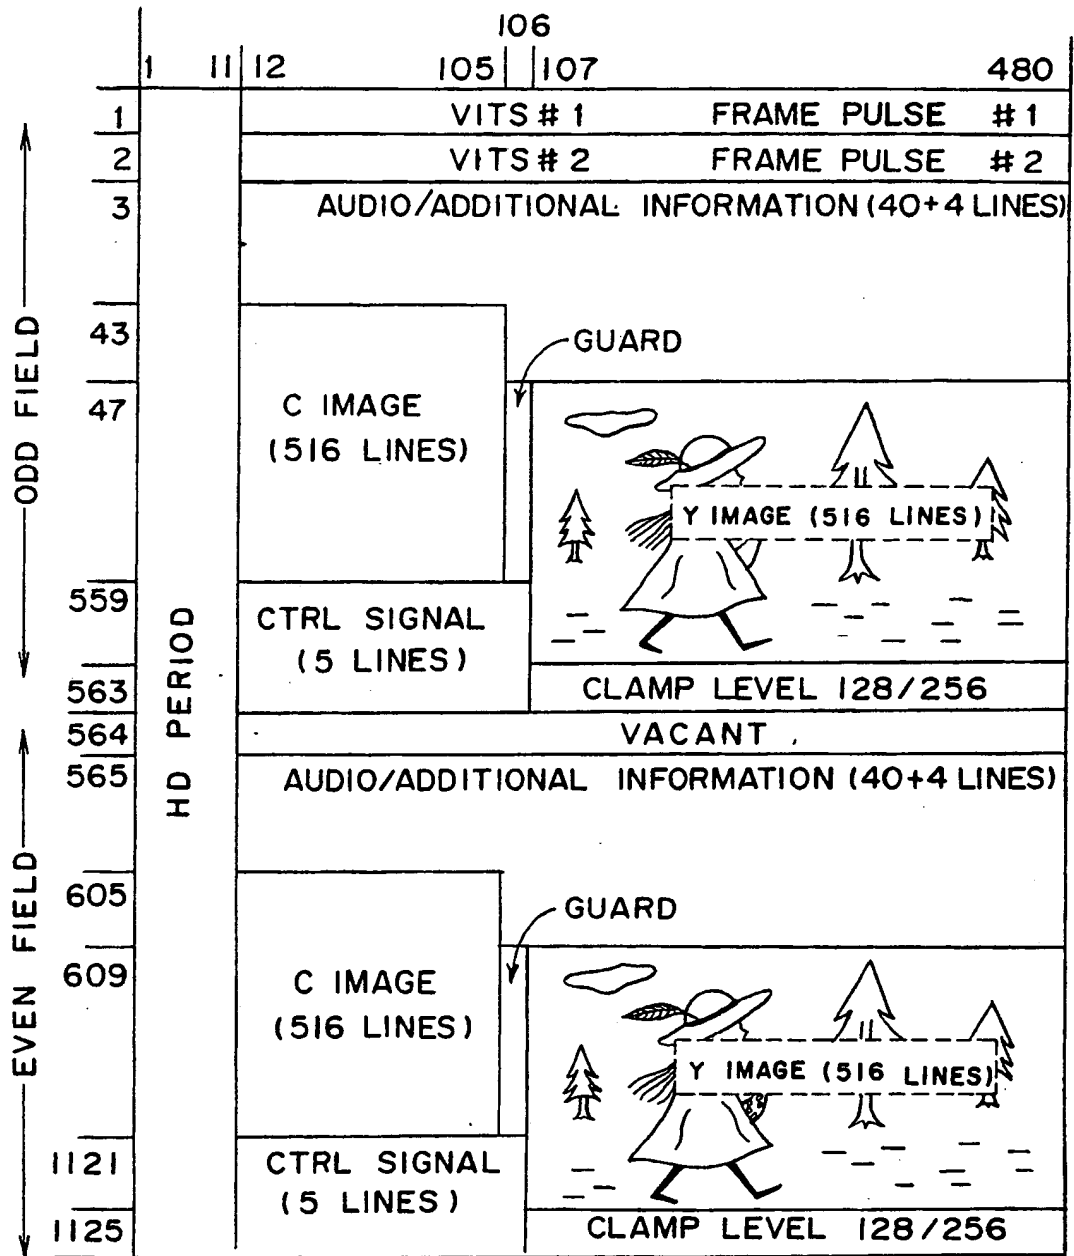 106
1 11 12 105 107 480
1 VITS # 1 FRAME PULSE # 1
2 VITS # 2 FRAME PULSE # 2
3 AUDIO/ADDITIONAL INFORMATION (40+4 LINES)
ODD FIELD
43
GUARD
47
C IMAGE
(516 LINES)
Y IMAGE (516 LINES)
559
CTRL SIGNAL
(5 LINES)
HD PERIOD
563 CLAMP LEVEL 128/256
564 VACANT
565 AUDIO/ADDITIONAL INFORMATION (40+4 LINES)
EVEN FIELD
605
GUARD
609
C IMAGE
(516 LINES)
Y IMAGE (516 LINES)
1121
CTRL SIGNAL
(5 LINES)
1125 CLAMP LEVEL 128/256